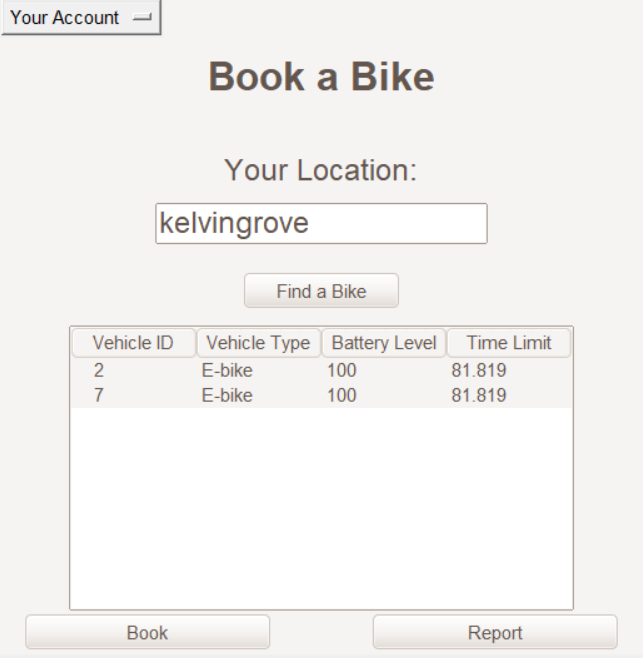 Your Account
Book a Bike
Your Location:
kelvingrove
Find a Bike
Vehicle ID Vehicle Type Battery Level Time Limit
2 E-bike 100 81.819
7 E-bike 100 81.819
Book Report